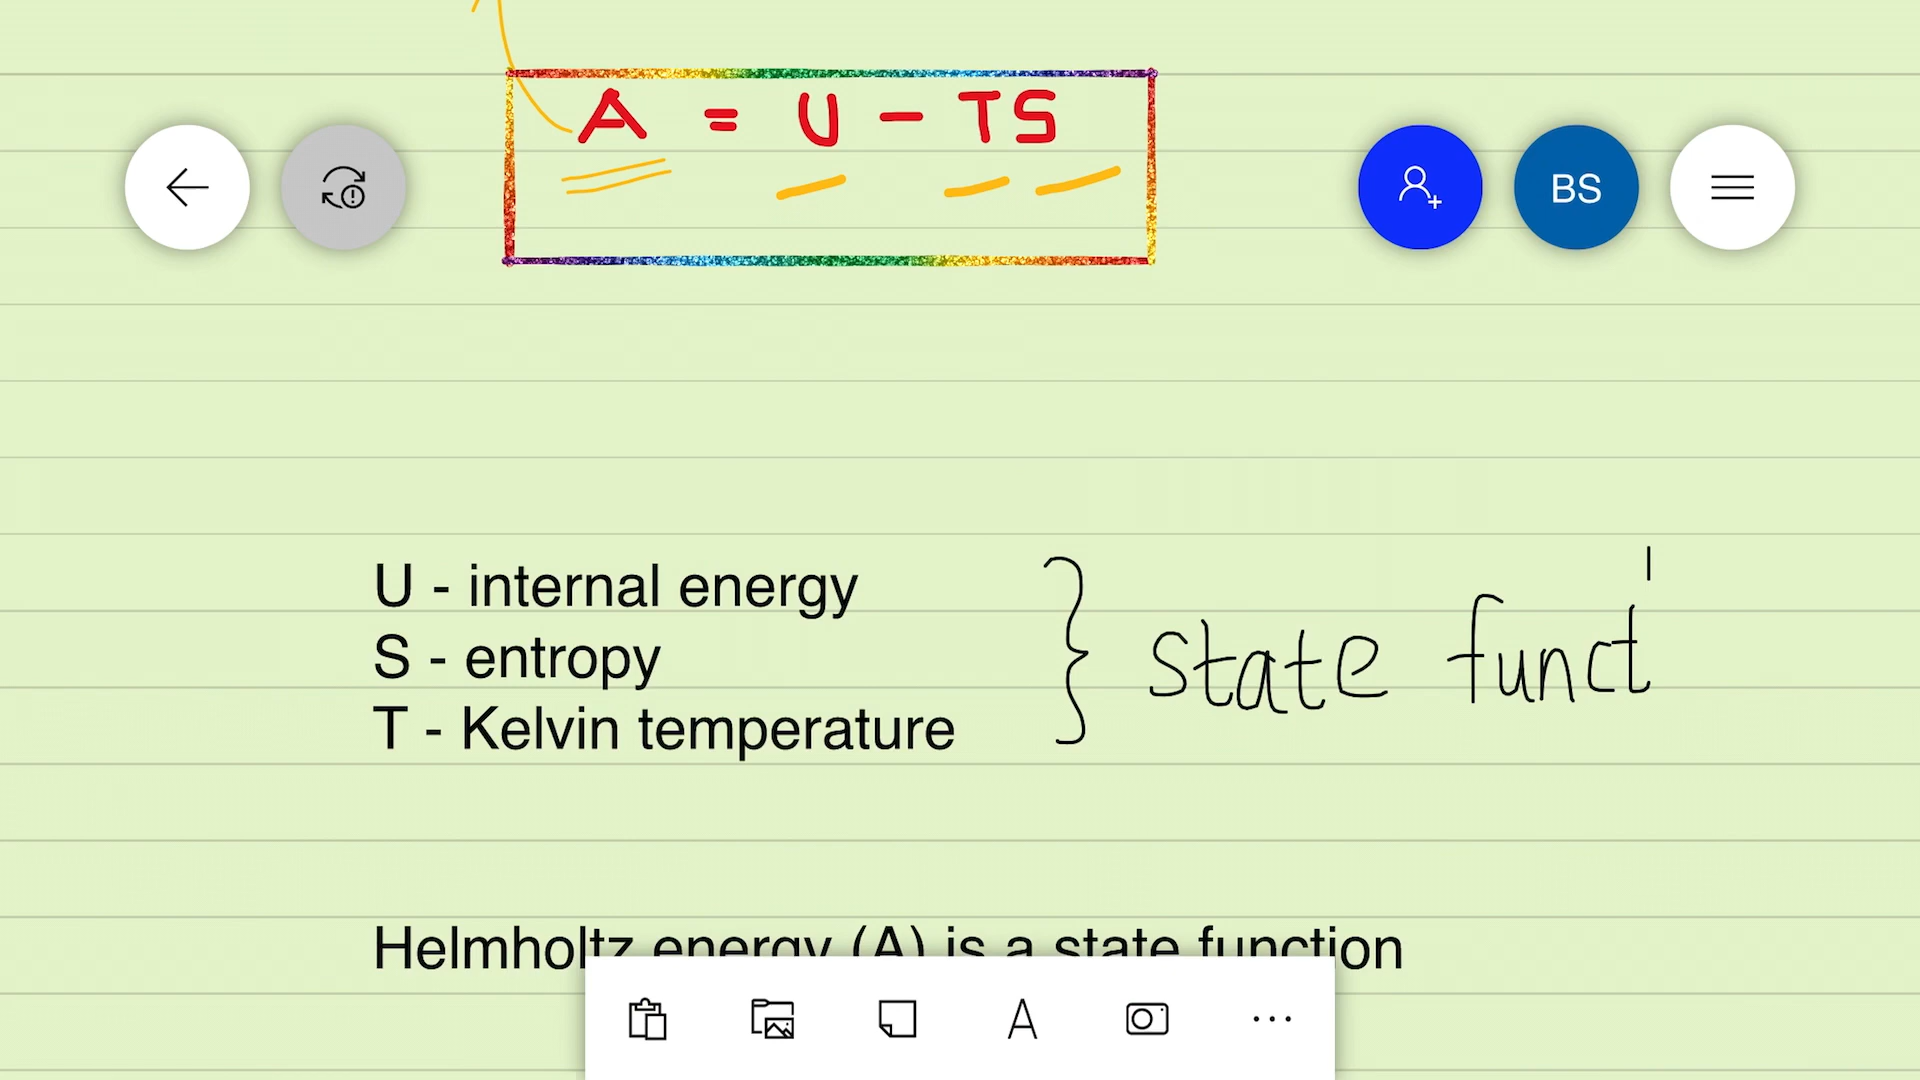 A = U - TS
BS
U - internal energy
S - entropy
T - Kelvin temperature
state funct
Helmholtz energy (A) is a state function